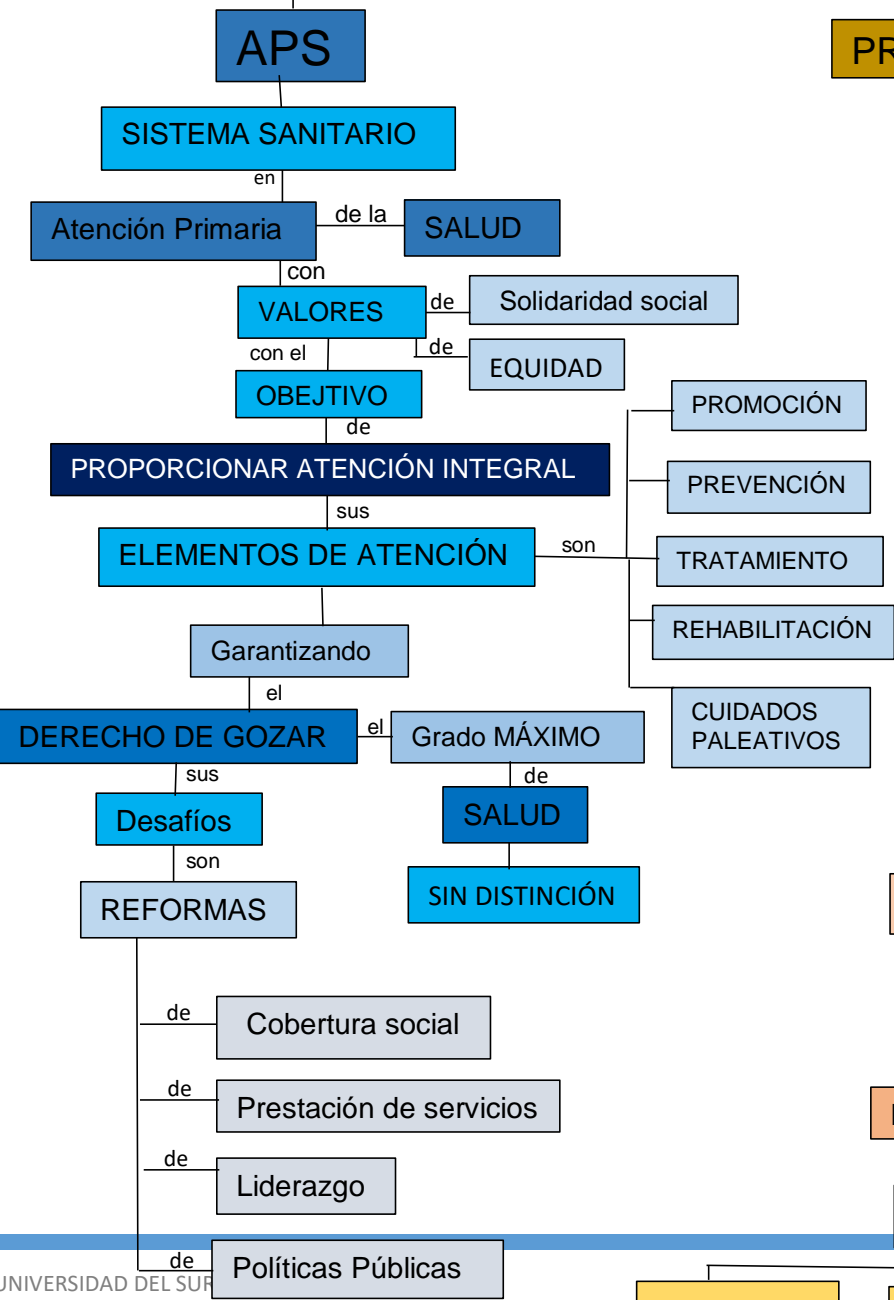 APS
PR
SISTEMA SANITARIO
en
Atención Primaria
de la
SALUD
con
VALORES
de
Solidaridad social
de
EQUIDAD
con el
OBEJTIVO
de
PROPORCIONAR ATENCIÓN INTEGRAL
sus
ELEMENTOS DE ATENCIÓN
son
PROMOCIÓN
PREVENCIÓN
TRATAMIENTO
REHABILITACIÓN
CUIDADOS
PALEATIVOS
Garantizando
el
DERECHO DE GOZAR
el
Grado MÁXIMO
de
SALUD
SIN DISTINCIÓN
sus
Desafíos
son
REFORMAS
de
Cobertura social
de
Prestación de servicios
de
Liderazgo
de
Políticas Públicas
UNIVERSIDAD DEL SUR